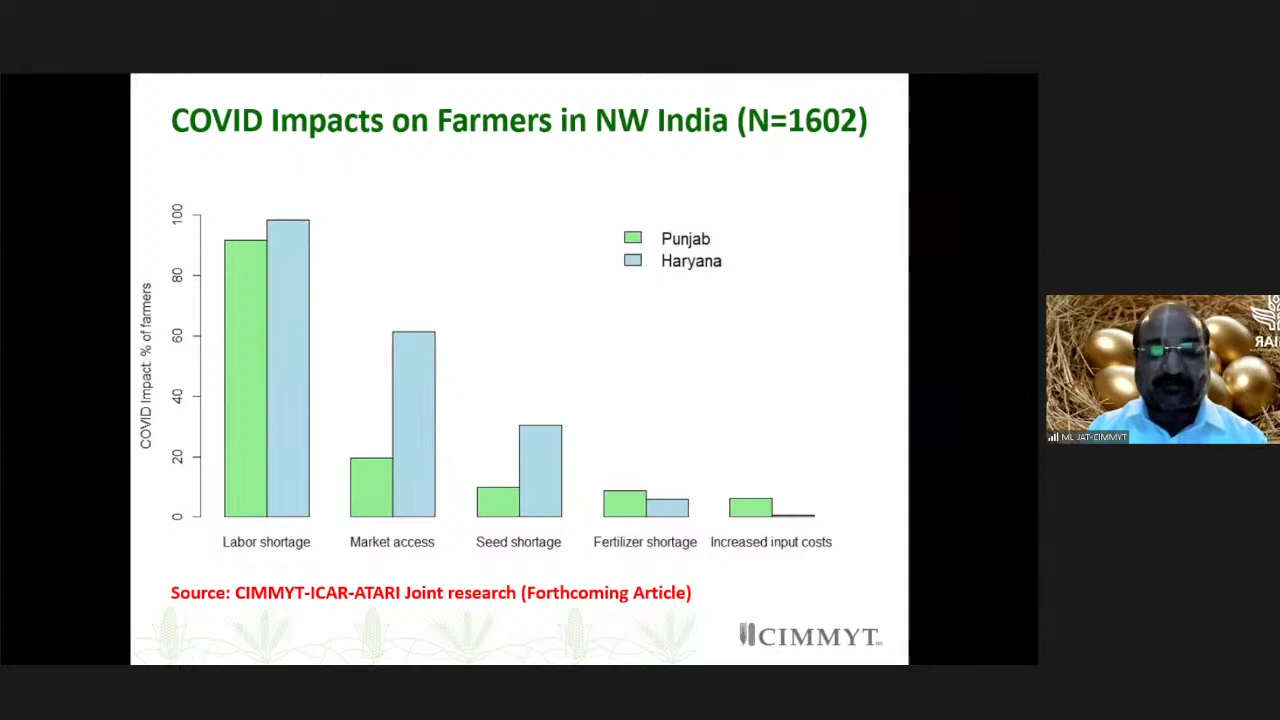 COVID Impacts on Farmers in NW India (N=1602)
COVID Impact: % of farmers
100
80
60
40
20
0
Punjab
Haryana
Labor shortage
Market access
Seed shortage
Fertilizer shortage
Increased input costs
Source: CIMMYT-ICAR-ATARI Joint research (Forthcoming Article)
CIMMYT
ML JAT-CIMMYT